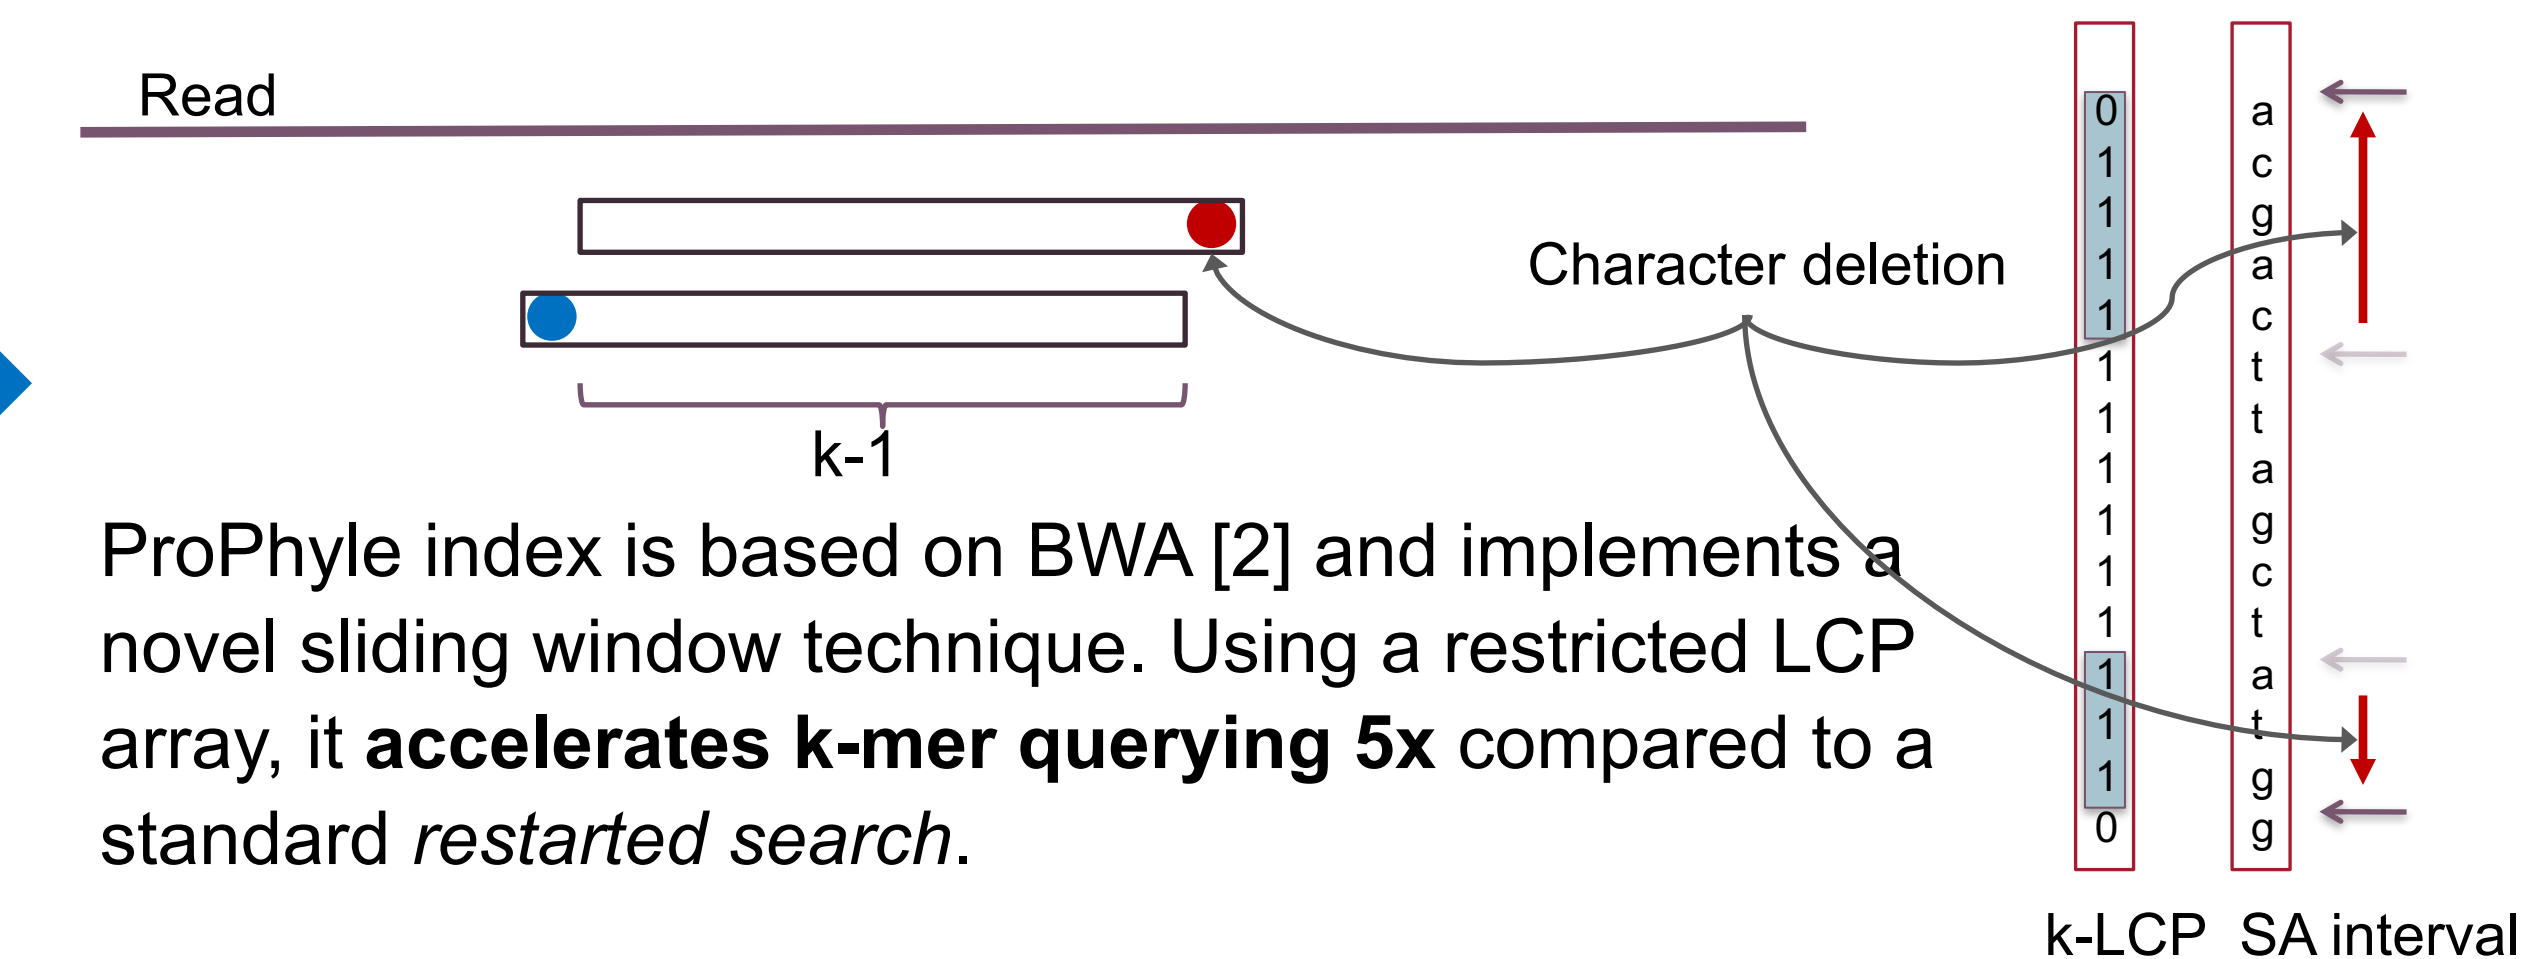 Read
Character deletion
k-1
ProPhyle index is based on BWA [2] and implements a
novel sliding window technique. Using a restricted LCP
array, it accelerates k-mer querying 5x compared to a
standard restarted search.
0 a
1 c
1 g
1 a
1 c
1 t
1 t
1 a
1 g
1 c
1 t
1 a
1 t
1 g
0 g
k-LCP SA interval